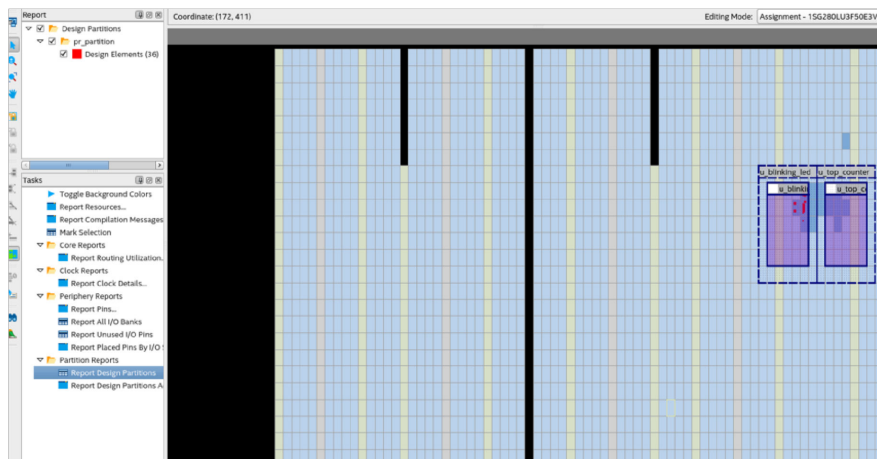 Report
Design Partitions
pr_partition
Design Elements (36)
Tasks
Toggle Background Colors
Report Resources...
Report Compilation Messages
Mark Selection
Core Reports
Report Routing Utilization.
Clock Reports
Report Clock Details...
Periphery Reports
Report Pins...
Report All I/O Banks
Report Unused I/O Pins
Report Placed Pins By I/O
Partition Reports
Report Design Partitions
Report Design Partitions A
Coordinate: (172, 411)
Editing Mode: Assignment - 1SG280LU3F50E3V
u_blinking_led u_top_counter
u_blinki u_top_c